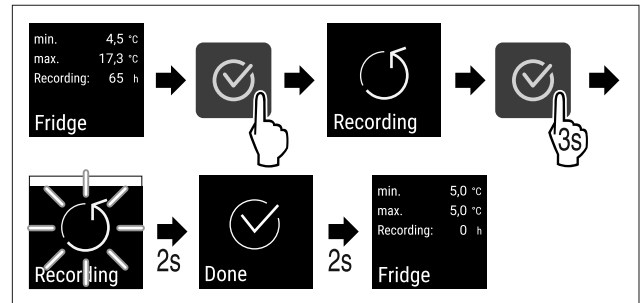 min. 4,5 °C
max. 17,3 °C
Recording: 65 h
Fridge
Recording
3s
Recording
2s
Done
2s
min. 5,0 °C
max. 5,0 °C
Recording: 0 h
Fridge